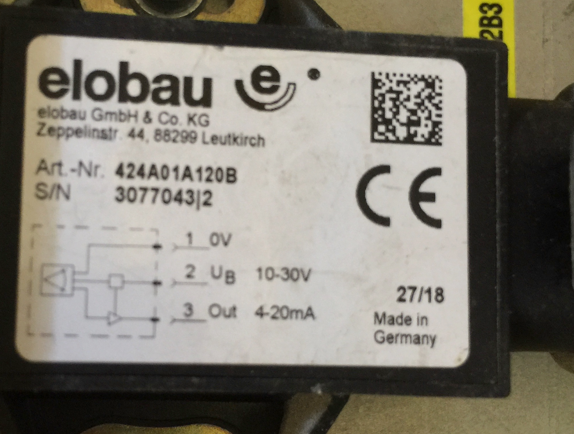 elobau e
elobau GmbH & Co. KG
Zeppelinstr. 44, 88299 Leutkirch
Art.-Nr. 424A01A120B
S/N 3077043|2
CE
1 0V
2 UB 10-30V
3 Out 4-20mA
27/18
Made in
Germany
2B3